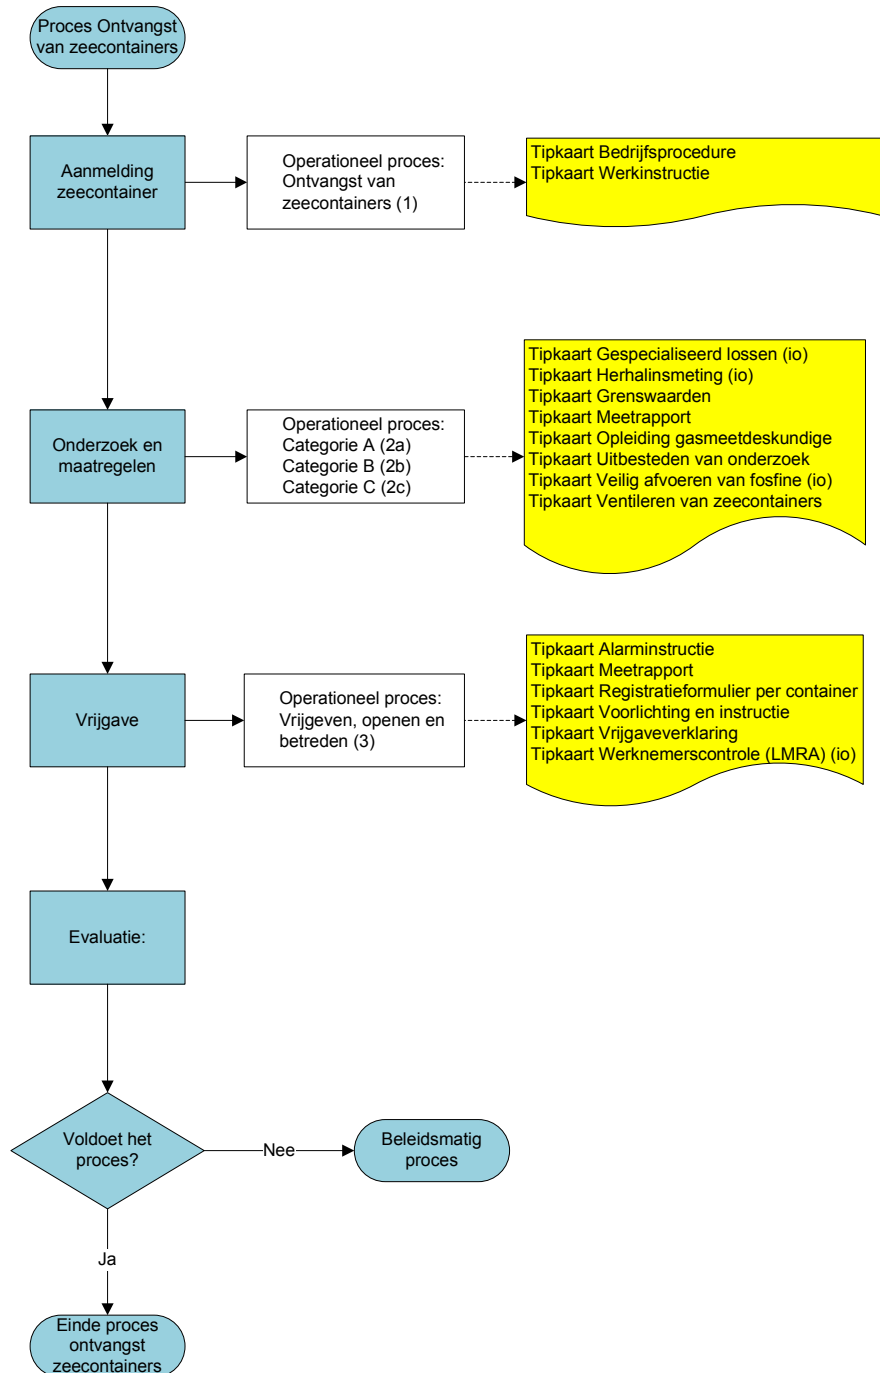 Proces Ontvangst
van zeecontainers
Aanmelding
zeecontainer
Operationeel proces:
Ontvangst van
zeecontainers (1)
Tipkaart Bedrijfsprocedure
Tipkaart Werkinstructie
Onderzoek en
maatregelen
Operationeel proces:
Categorie A (2a)
Categorie B (2b)
Categorie C (2c)
Tipkaart Gespecialiseerd lossen (io)
Tipkaart Herhalinsmeting (io)
Tipkaart Grenswaarden
Tipkaart Meetrapport
Tipkaart Opleiding gasmeetdeskundige
Tipkaart Uitbesteden van onderzoek
Tipkaart Veilig afvoeren van fosfine (io)
Tipkaart Ventileren van zeecontainers
Vrijgave
Operationeel proces:
Vrijgeven, openen en
betreden (3)
Tipkaart Alarminstructie
Tipkaart Meetrapport
Tipkaart Registratieformulier per container
Tipkaart Voorlichting en instructie
Tipkaart Vrijgaveverklaring
Tipkaart Werknemerscontrole (LMRA) (io)
Evaluatie:
Voldoet het
proces?
Nee
Beleidsmatig
proces
Ja
Einde proces
ontvangst
zeecontainers